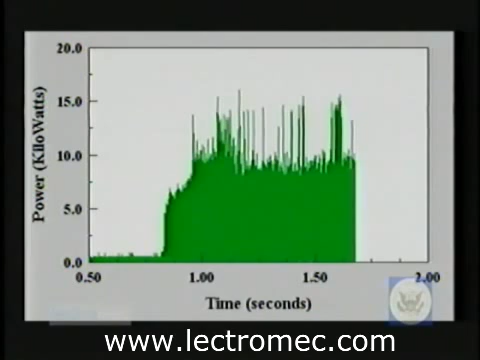 20.0
15.0
10.0
5.0
0.0
Power (KiloWatts)
0.50 1.00 1.50 2.00
Time (seconds)
www.lectromec.com